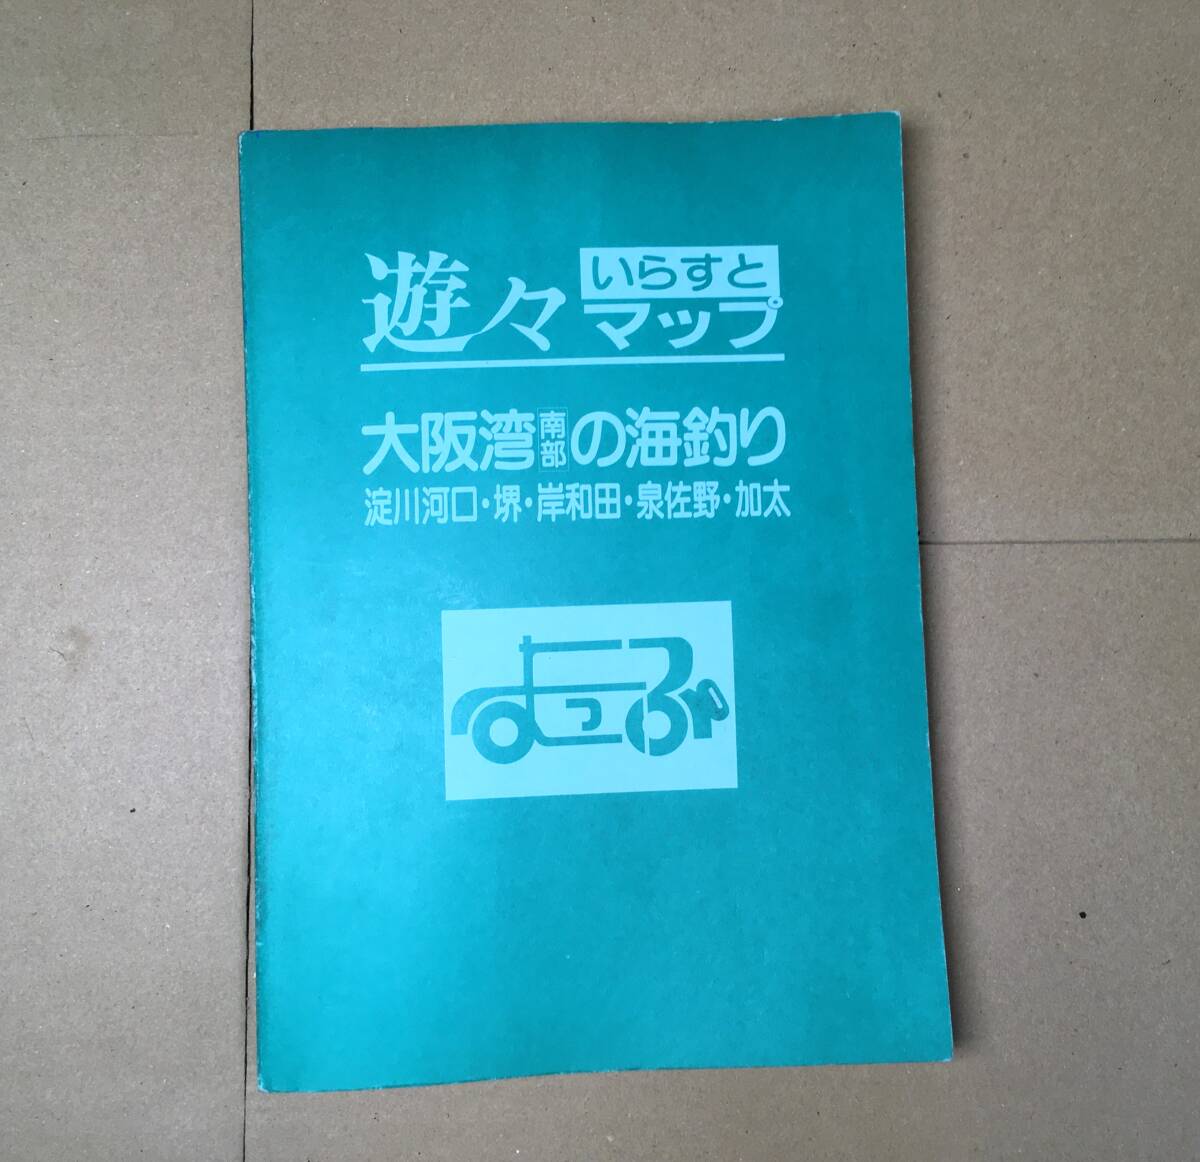 遊々いらすと
マップ
大阪湾南部の海釣り
淀川河口・堺・岸和田・泉佐野・加太